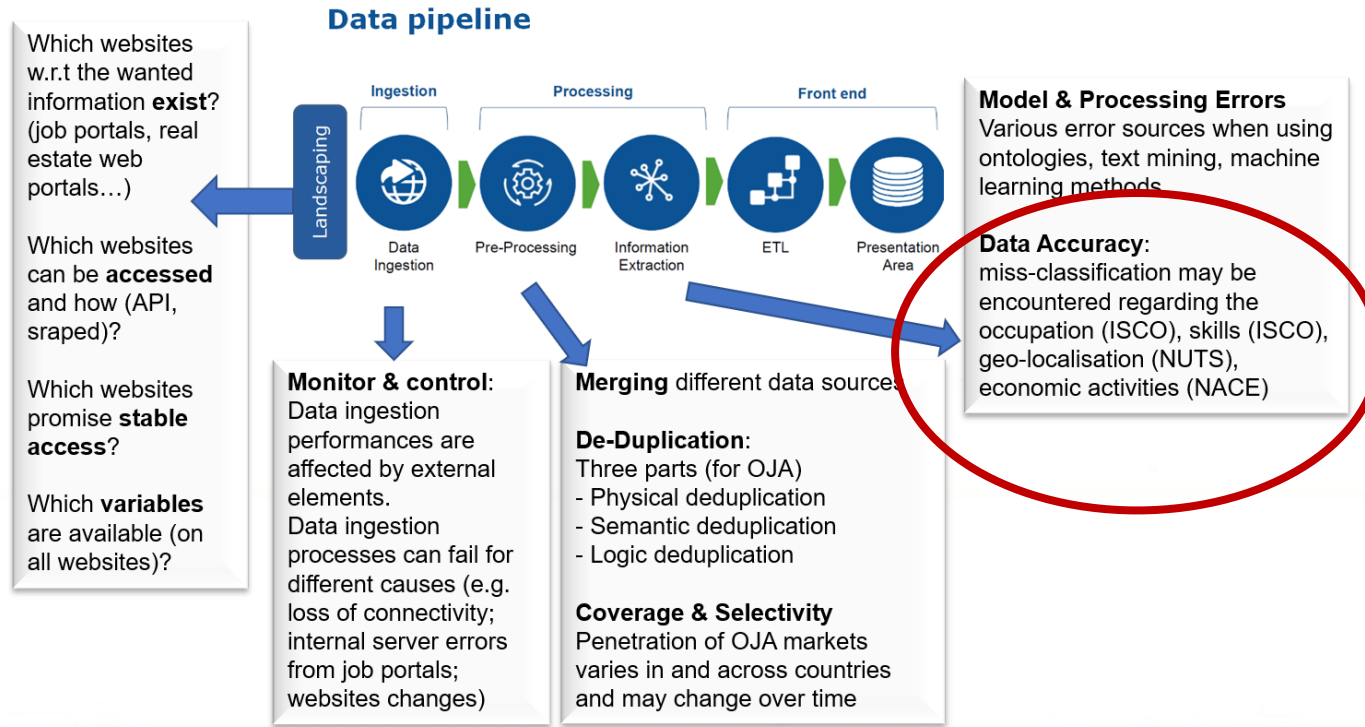 Data pipeline
Which websites
w.r.t the wanted
information exist?
(job portals, real
estate web
portals…)
Which websites
can be accessed
and how (API,
sraped)?
Which websites
promise stable
access?
Which variables
are available (on
all websites)?
Landscaping
Ingestion
Processing
Front end
Data
Ingestion
Pre-Processing
Information
Extraction
ETL
Presentation
Area
Monitor & control:
Data ingestion
performances are
affected by external
elements.
Data ingestion
processes can fail for
different causes (e.g.
loss of connectivity;
internal server errors
from job portals;
websites changes)
Merging different data sources
De-Duplication:
Three parts (for OJA)
- Physical deduplication
- Semantic deduplication
- Logic deduplication
Coverage & Selectivity
Penetration of OJA markets
varies in and across countries
and may change over time
Model & Processing Errors
Various error sources when using
ontologies, text mining, machine
learning methods
Data Accuracy:
miss-classification may be
encountered regarding the
occupation (ISCO), skills (ISCO),
geo-localisation (NUTS),
economic activities (NACE)